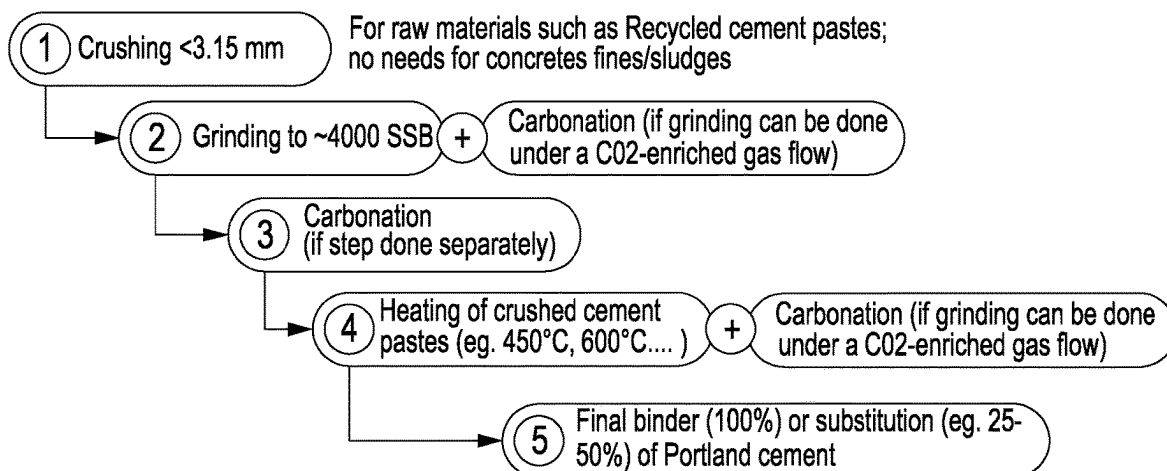 1 Crushing <3.15 mm
For raw materials such as Recycled cement pastes;
no needs for concretes fines/sludges
2 Grinding to ~4000 SSB + Carbonation (if grinding can be done
under a C02-enriched gas flow)
3 Carbonation
(if step done separately)
4 Heating of crushed cement
pastes (eg. 450°C, 600°C.... )
+
Carbonation (if grinding can be done
under a C02-enriched gas flow)
5 Final binder (100%) or substitution (eg. 25-
50%) of Portland cement